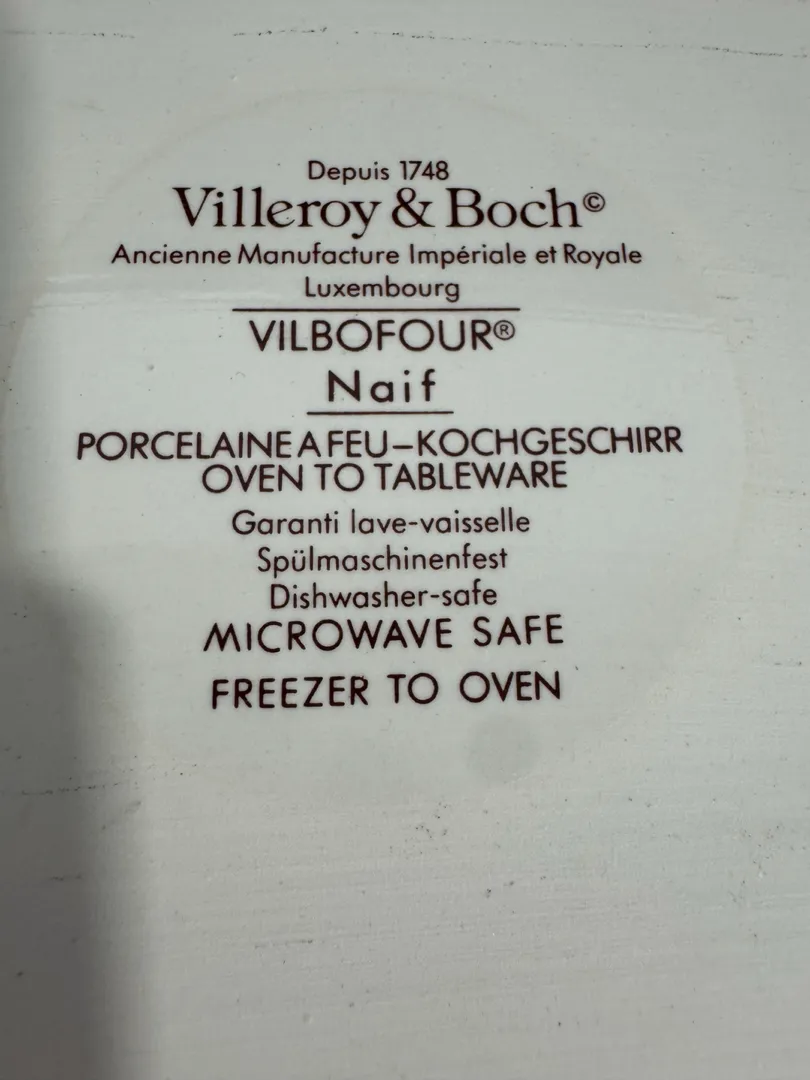 Depuis 1748
Villeroy & Boch©
Ancienne Manufacture Impériale et Royale
Luxembourg
VILBOFOUR®
Naif
PORCELAINE A FEU–KOCHGESCHIRR
OVEN TO TABLEWARE
Garanti lave-vaisselle
Spülmaschinenfest
Dishwasher-safe
MICROWAVE SAFE
FREEZER TO OVEN